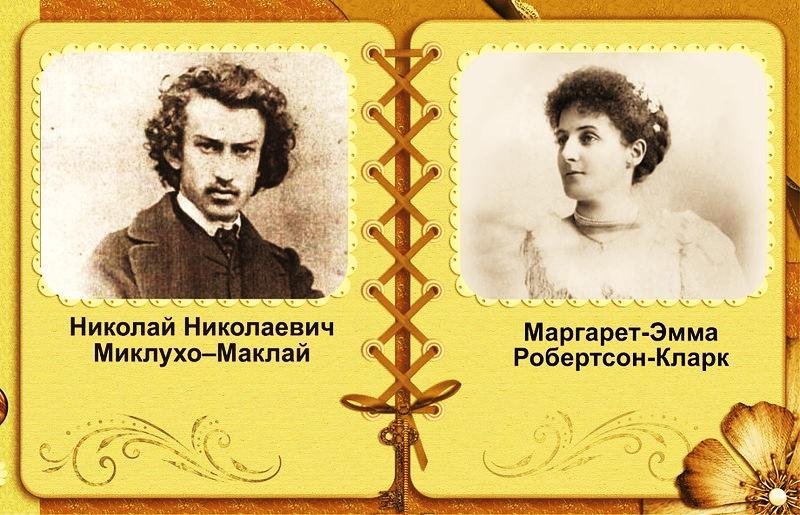 Николай Николаевич
Миклухо–Маклай
Маргарет-Эмма
Робертсон-Кларк